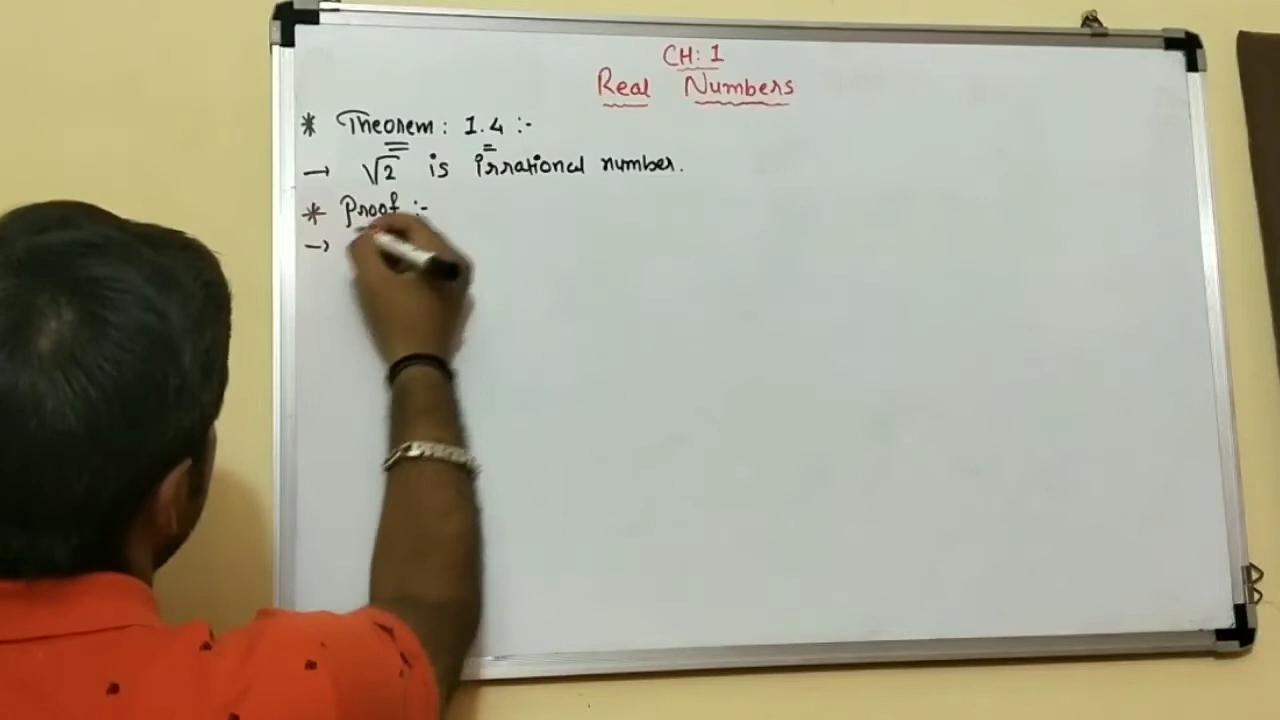 CH: 1
Real Numbers
* Theorem: 1.4 :-
→ √2 is irrational number.
* Proof :-
→